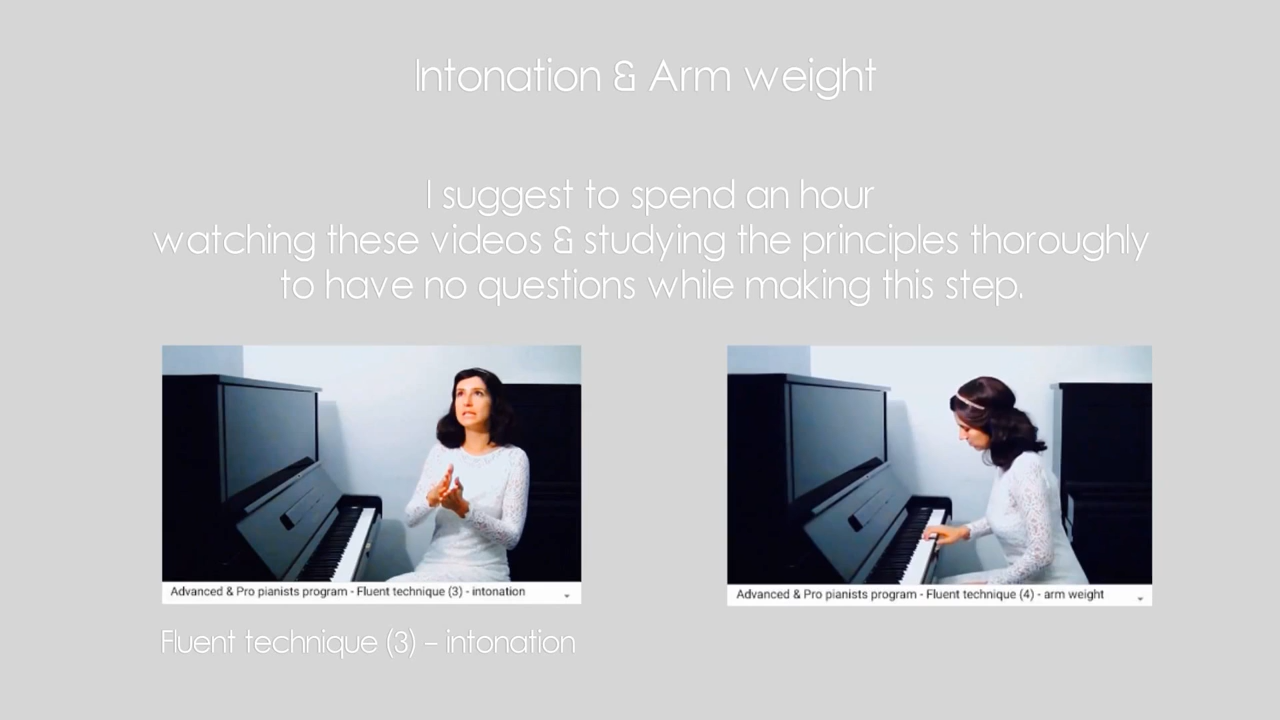 Intonation & Arm weight
I suggest to spend an hour
watching these videos & studying the principles thoroughly
to have no questions while making this step.
Advanced & Pro pianists program - Fluent technique (3) - intonation
Advanced & Pro pianists program - Fluent technique (4) - arm weight
Fluent technique (3) – intonation